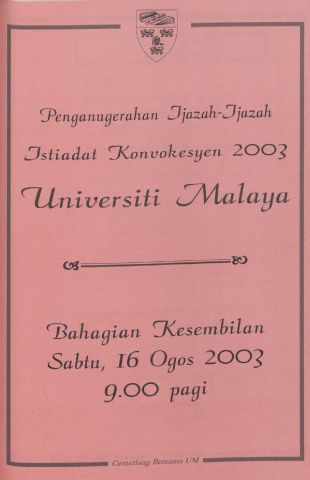 Penganugerahan Ijazah-Ijazah
Istiadat Konvokesyen 2003
Universiti Malaya
Bahagian Kesembilan
Sabtu, 16 Ogos 2003
9.00 pagi
Cemerlang Bersama UM